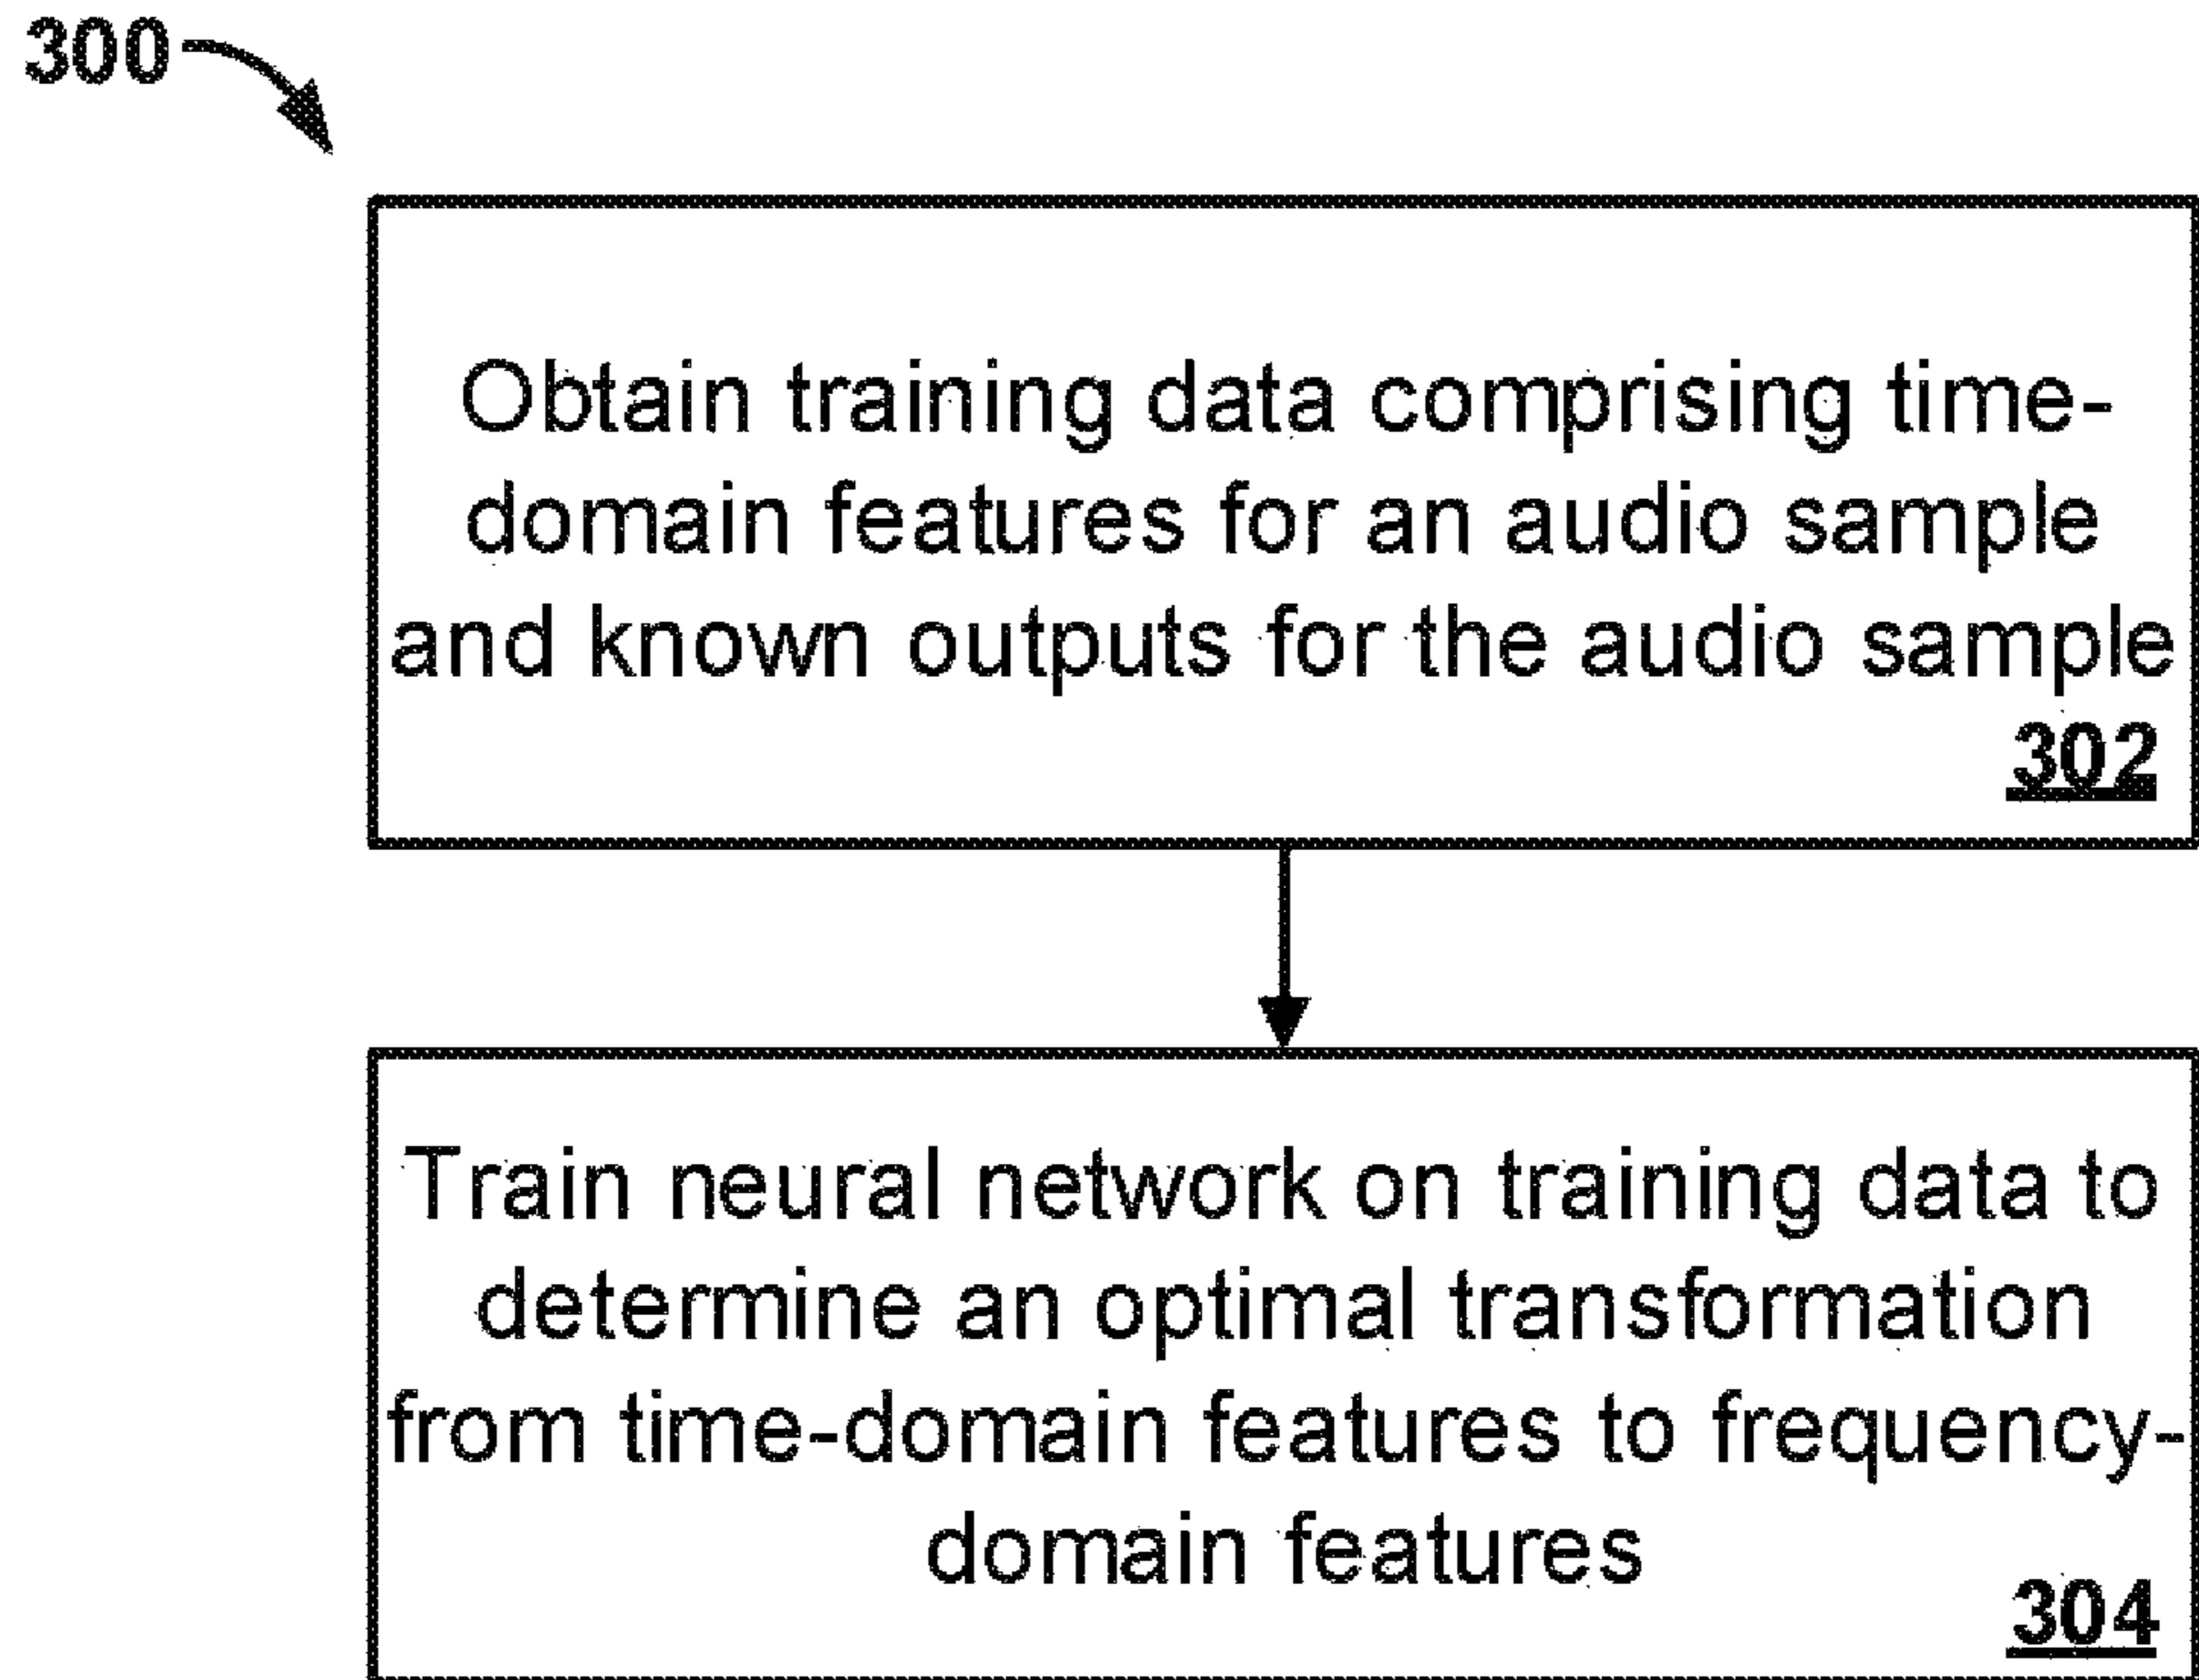 300
Obtain training data comprising time-
domain features for an audio sample
and known outputs for the audio sample
302
Train neural network on training data to
determine an optimal transformation
from time-domain features to frequency-
domain features
304